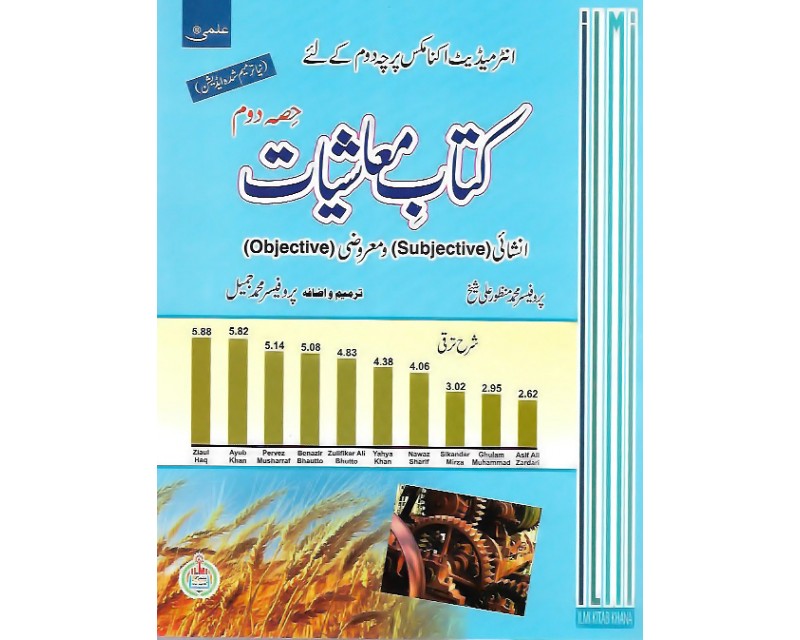 علمی®
ILMI
انٹرمیڈیٹ اکنامکس پرچہ دوم کے لئے
(نیا ترمیم شدہ ایڈیشن)
حصہ دوم
کتابِ معاشیات
انشائی (Subjective) و معروضی (Objective)
پروفیسر محمد منظور علی شیخ
ترمیم و اضافہ پروفیسر محمد جمیل
شرح ترقی
5.88 5.82 5.14 5.08 4.83 4.38 4.06 3.02 2.95 2.62
Ziaul Haq
Ayub Khan
Pervez Musharraf
Benazir Bhautto
Zulifikar Ali Bhutto
Yahya Khan
Nawaz Sharif
Sikandar Mirza
Ghulam Muhammad
Asif Ali Zardari
ILMI
ILMI KITAB KHANA